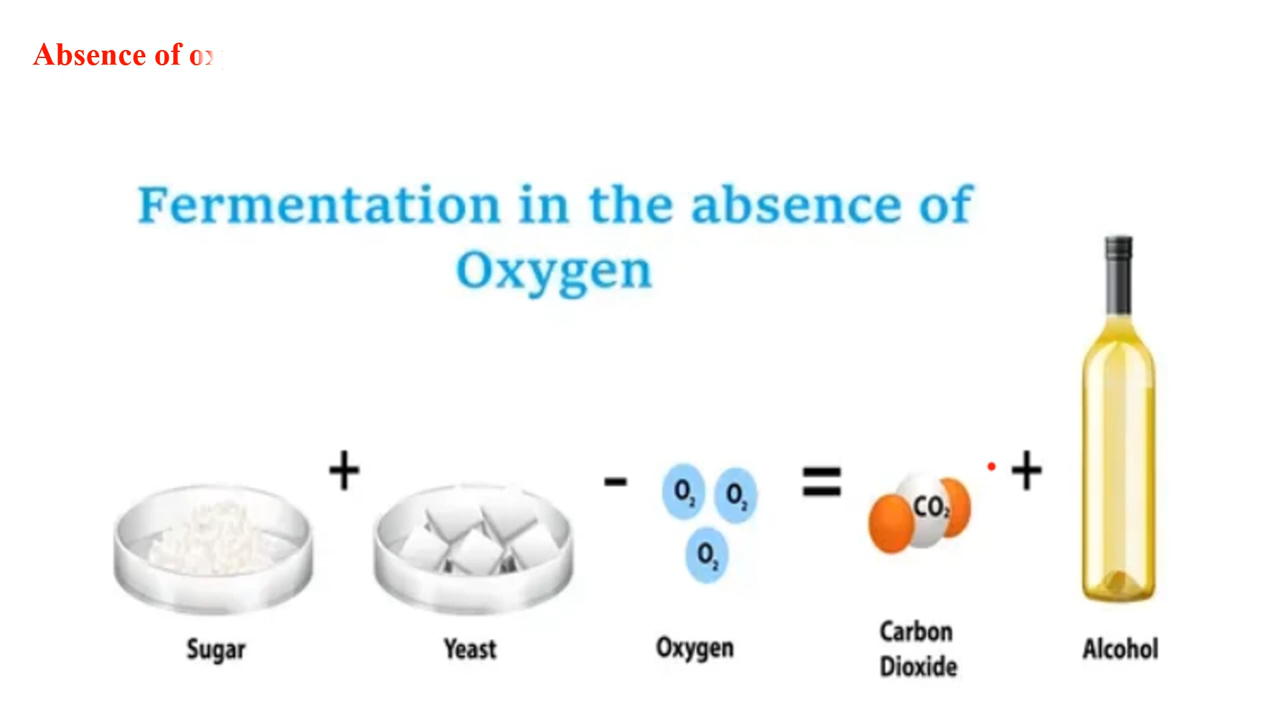 Absence of
Fermentation in the absence of
Oxygen
+ - = +
O2 O2
CO2
O2
Sugar
Yeast
Oxygen
Carbon
Dioxide
Alcohol